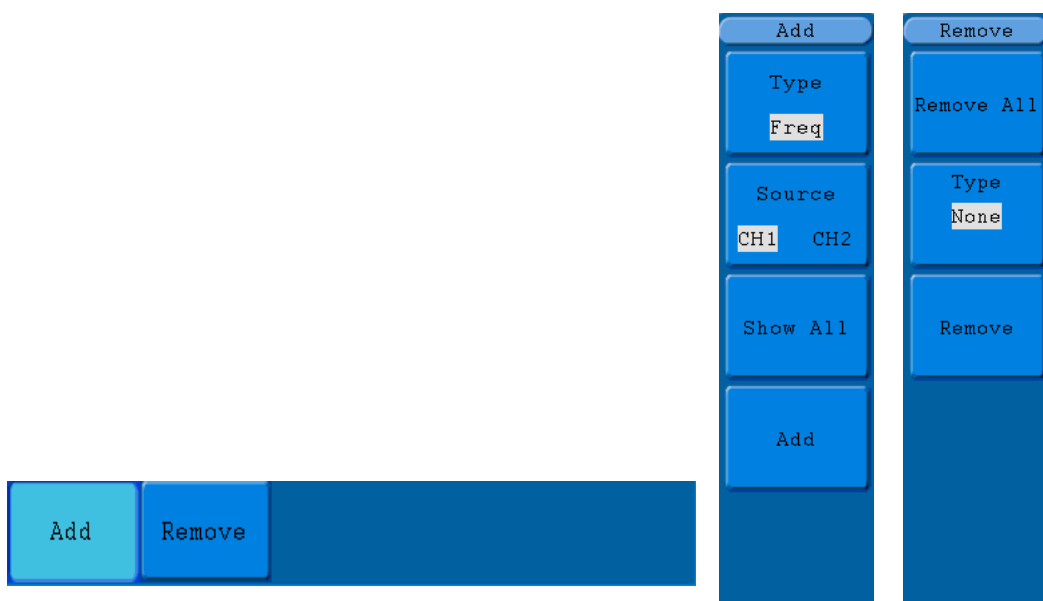 Add
Type
Freq
Source
CH1 CH2
Show All
Add
Remove
Remove All
Type
None
Remove
Add Remove